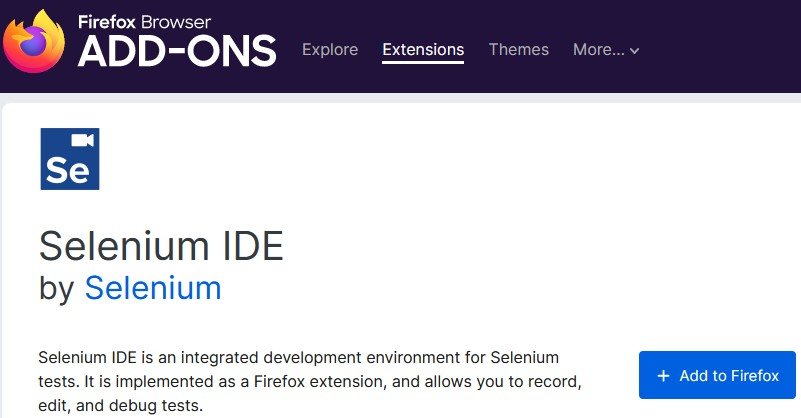 Firefox Browser
ADD-ONS
Explore Extensions Themes More...
Se
Selenium IDE
by Selenium
Selenium IDE is an integrated development environment for Selenium
tests. It is implemented as a Firefox extension, and allows you to record,
edit, and debug tests.
+ Add to Firefox